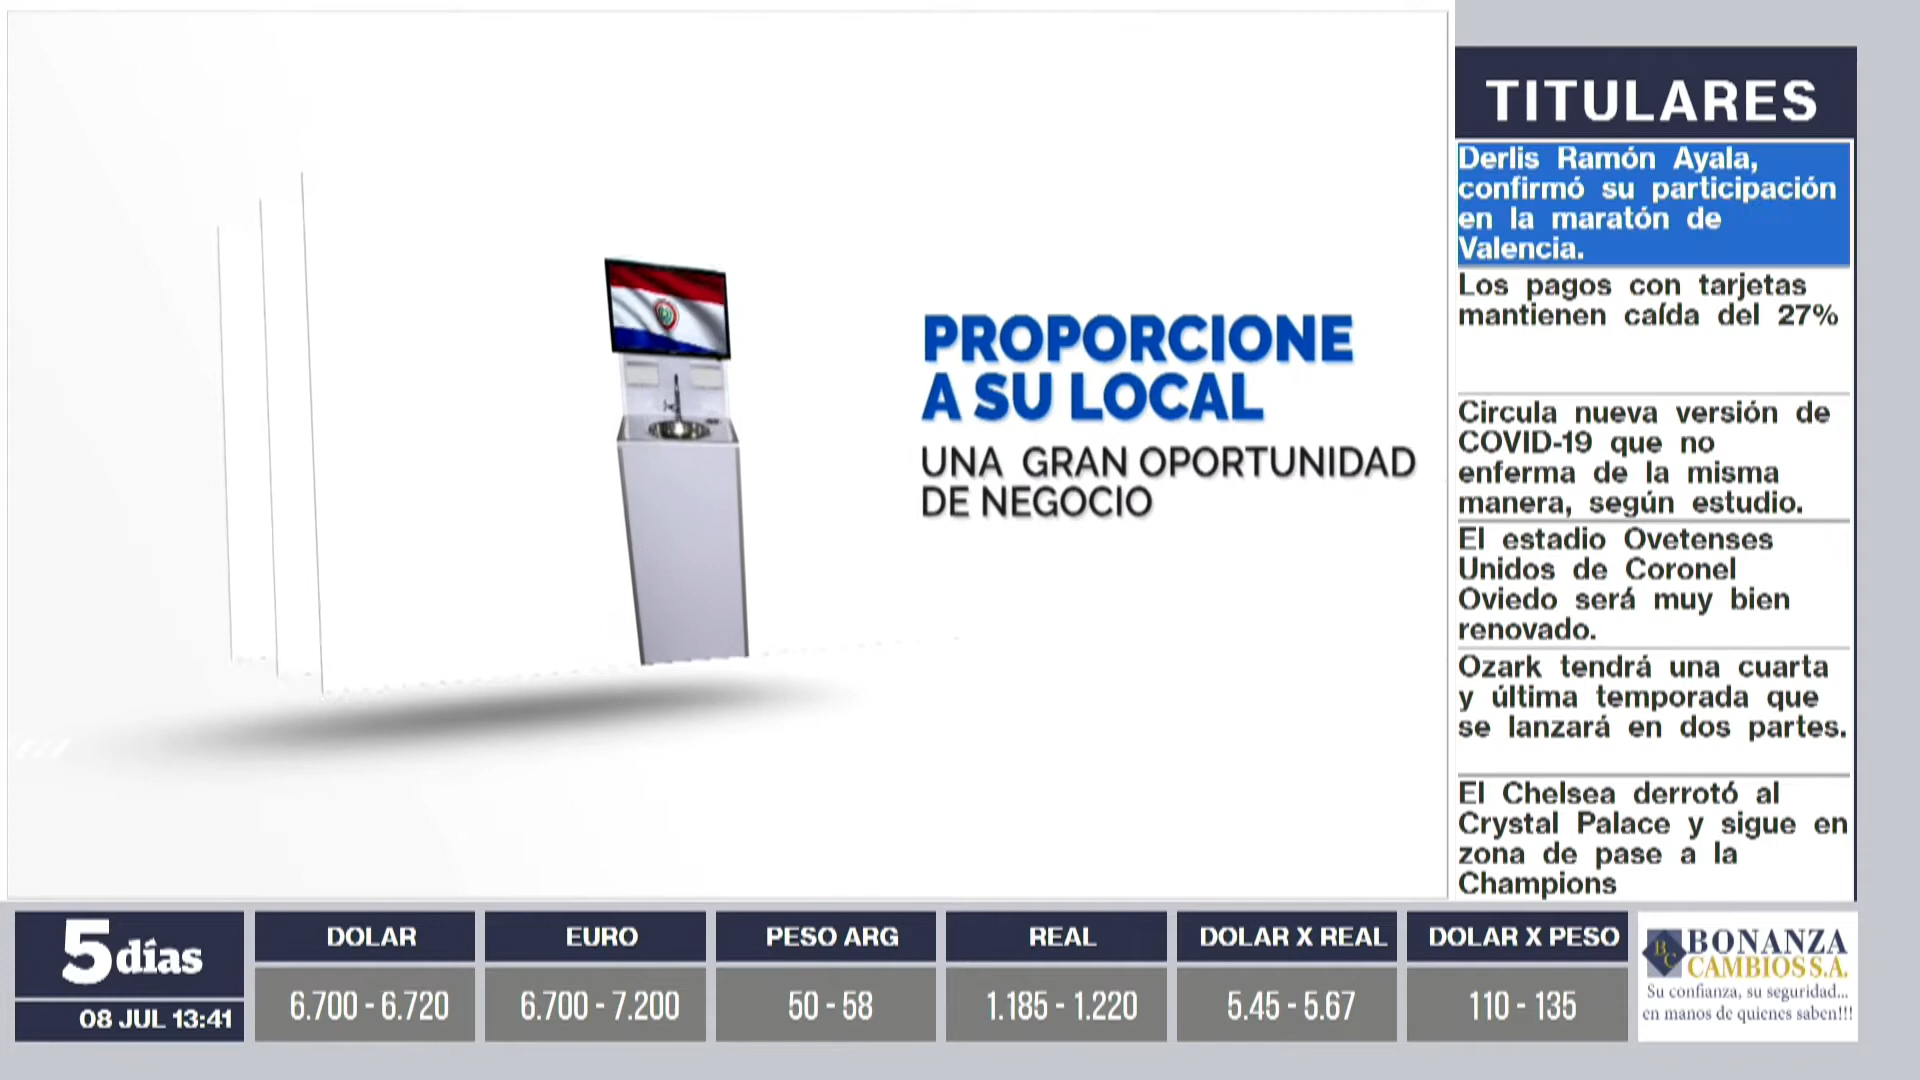 PROPORCIONE
A SU LOCAL
UNA GRAN OPORTUNIDAD
DE NEGOCIO
TITULARES
Derlis Ramón Ayala,
confirmó su participación
en la maratón de
Valencia.
Los pagos con tarjetas
mantienen caída del 27%
Circula nueva versión de
COVID-19 que no
enferma de la misma
manera, según estudio.
El estadio Ovetenses
Unidos de Coronel
Oviedo será muy bien
renovado.
Ozark tendrá una cuarta
y última temporada que
se lanzará en dos partes.
El Chelsea derrotó al
Crystal Palace y sigue en
zona de pase a la
Champions
5días
08 JUL 13:41
DOLAR
6.700 - 6.720
EURO
6.700 - 7.200
PESO ARG
50 - 58
REAL
1.185 - 1.220
DOLAR X REAL
5.45 - 5.67
DOLAR X PESO
110 - 135
BC
BONANZA
CAMBIOS S.A.
Su confianza, su seguridad...
en manos de quienes saben!!!